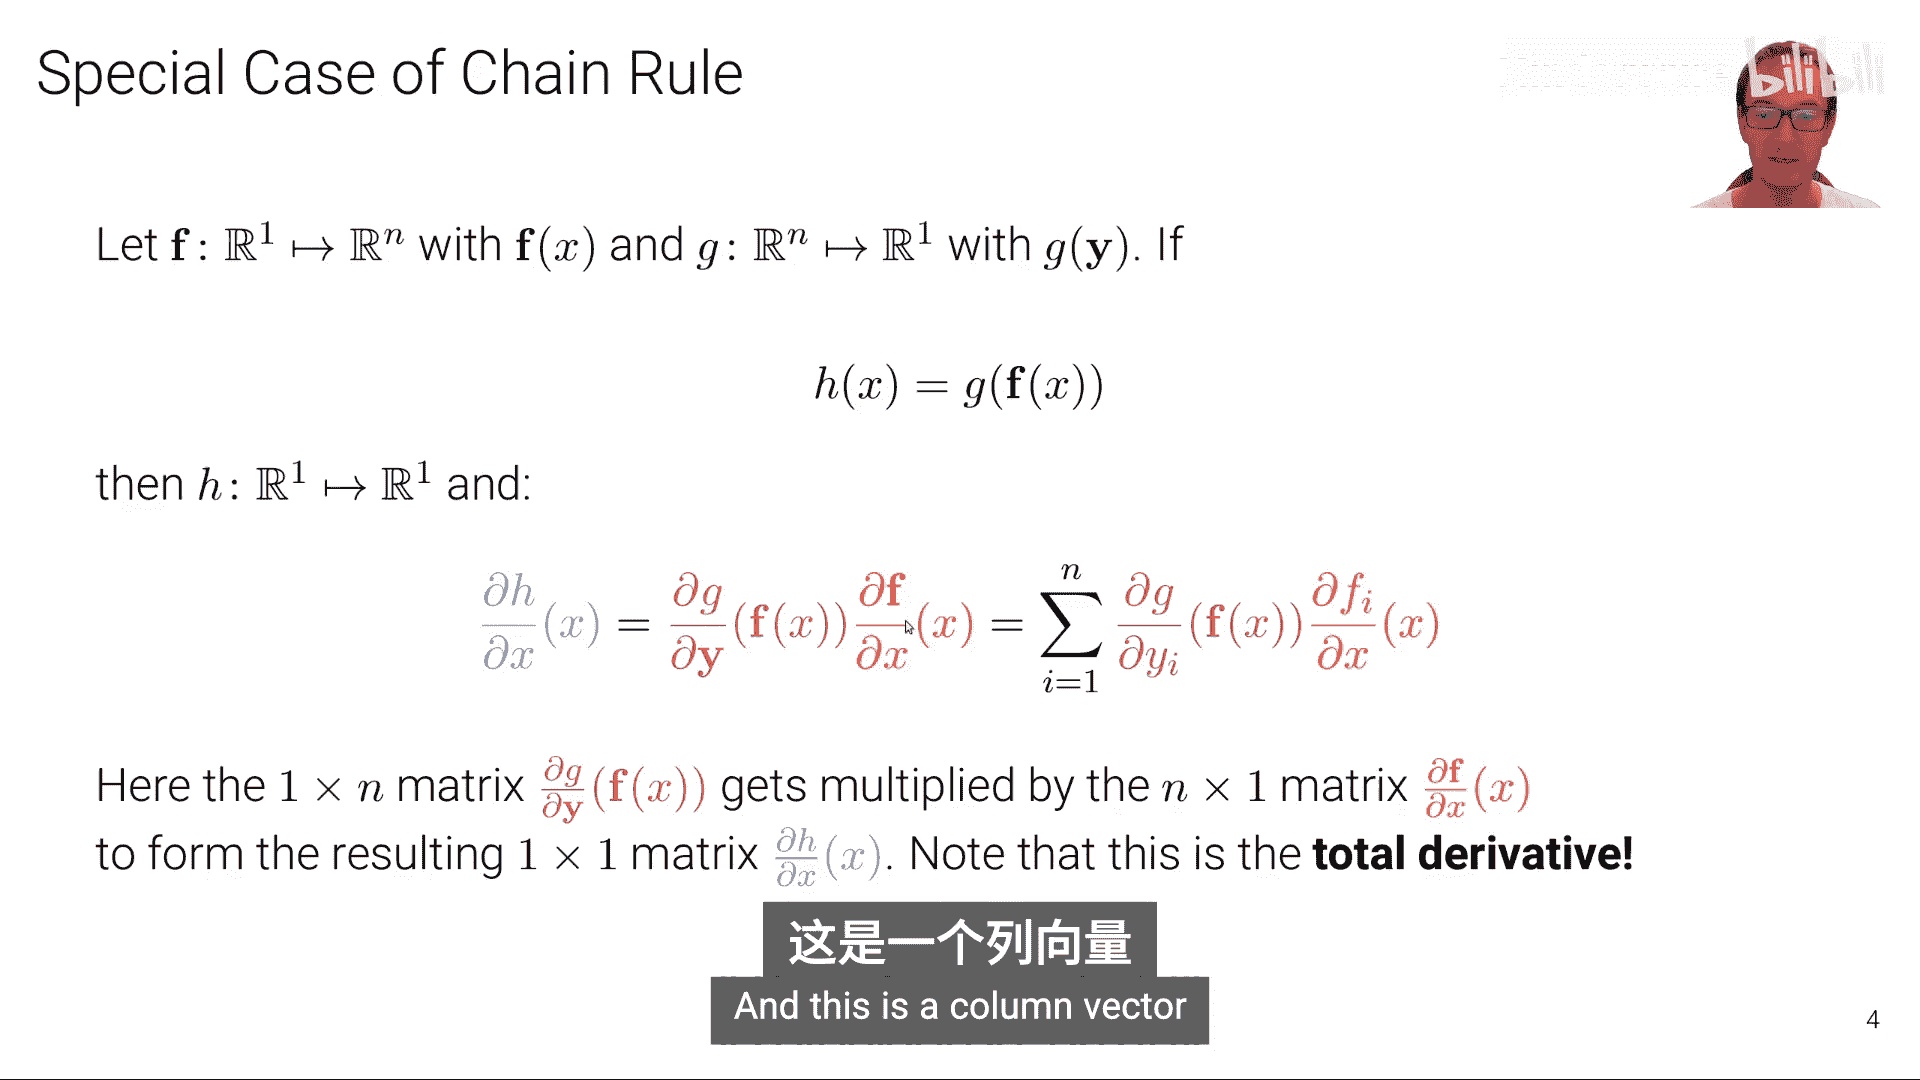 Special Case of Chain Rule
bilibili
Let f: ℝ¹ ↦ ℝⁿ with f(x) and g: ℝⁿ ↦ ℝ¹ with g(y). If
h(x) = g(f(x))
then h: ℝ¹ ↦ ℝ¹ and:
∂h/∂x (x) = ∂g/∂y (f(x)) ∂f/∂x (x) = ∑_{i=1}^{n} ∂g/∂y_i (f(x)) ∂f_i/∂x (x)
Here the 1 × n matrix ∂g/∂y (f(x)) gets multiplied by the n × 1 matrix ∂f/∂x (x)
to form the resulting 1 × 1 matrix ∂h/∂x (x). Note that this is the total derivative!
这是一个列向量
And this is a column vector
4